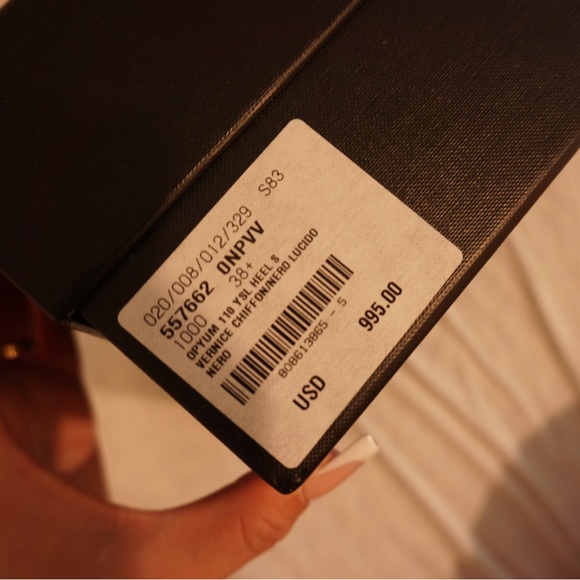 020/008/012/329 S83
557662 0NPVV
1000 38+
OPYUM 110 YSL HEEL S
VERNICE CHIFFON/NERO LUCIDO
NERO
808613865 - 5
USD 995.00